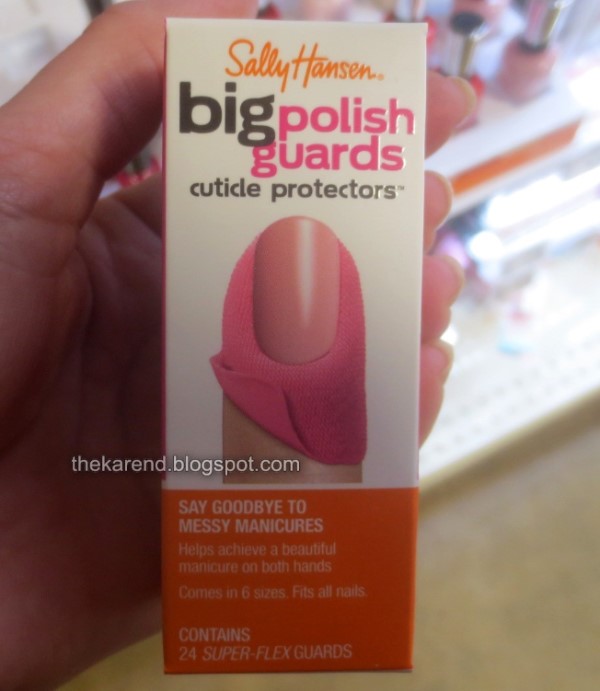 Sally Hansen®
big polish
guards
cuticle protectors™
thekarend.blogspot.com
SAY GOODBYE TO
MESSY MANICURES
Helps achieve a beautiful
manicure on both hands
Comes in 6 sizes. Fits all nails.
CONTAINS
24 SUPER-FLEX GUARDS